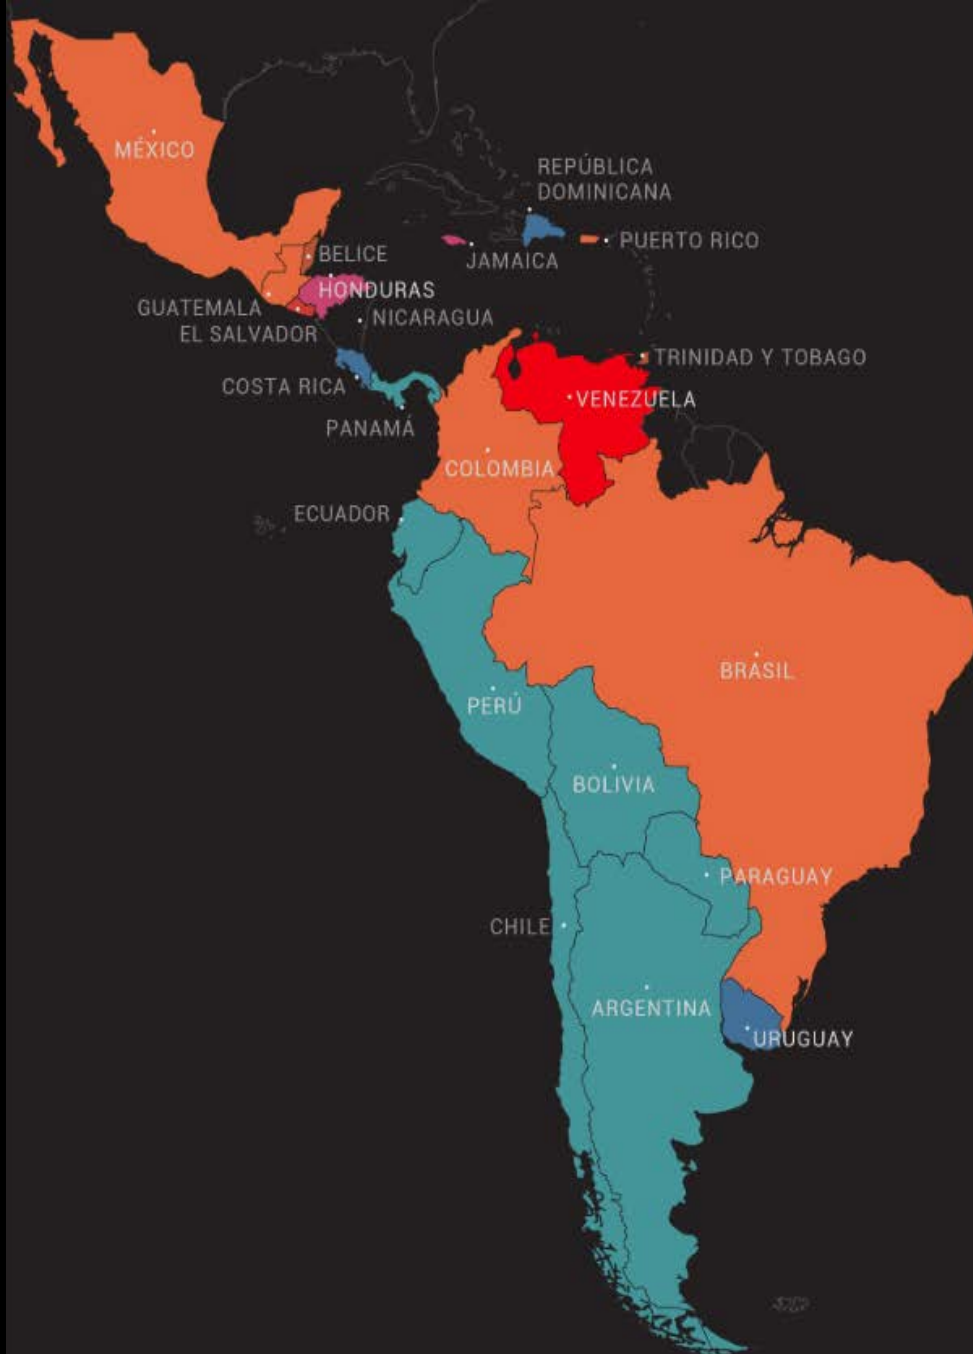 MÉXICO
REPÚBLICA
DOMINICANA
PUERTO RICO
BELICE
JAMAICA
HONDURAS
GUATEMALA
NICARAGUA
EL SALVADOR
TRINIDAD Y TOBAGO
COSTA RICA
VENEZUELA
PANAMÁ
COLOMBIA
ECUADOR
BRASIL
PERÚ
BOLIVIA
PARAGUAY
CHILE
ARGENTINA
URUGUAY